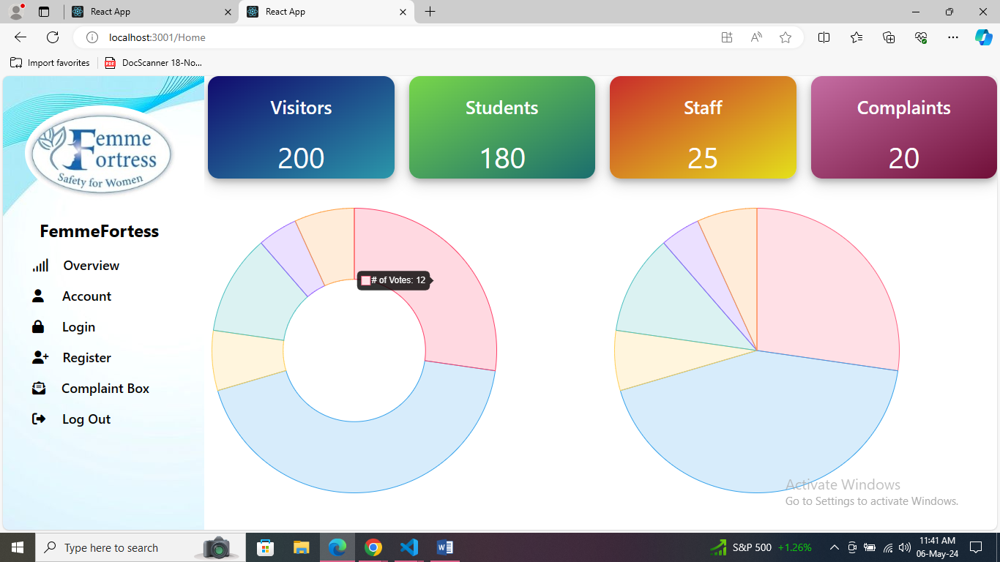 React App
React App
localhost:3001/Home
Import favorites
PDF
DocScanner 18-No...
Femme
Fortress
Safety for Women
FemmeFortess
Overview
Account
Login
Register
Complaint Box
Log Out
Visitors
200
Students
180
Staff
25
Complaints
20
# of Votes: 12
Activate Windows
Go to Settings to activate Windows.
Type here to search
S&P 500 +1.26%
11:41 AM
06-May-24